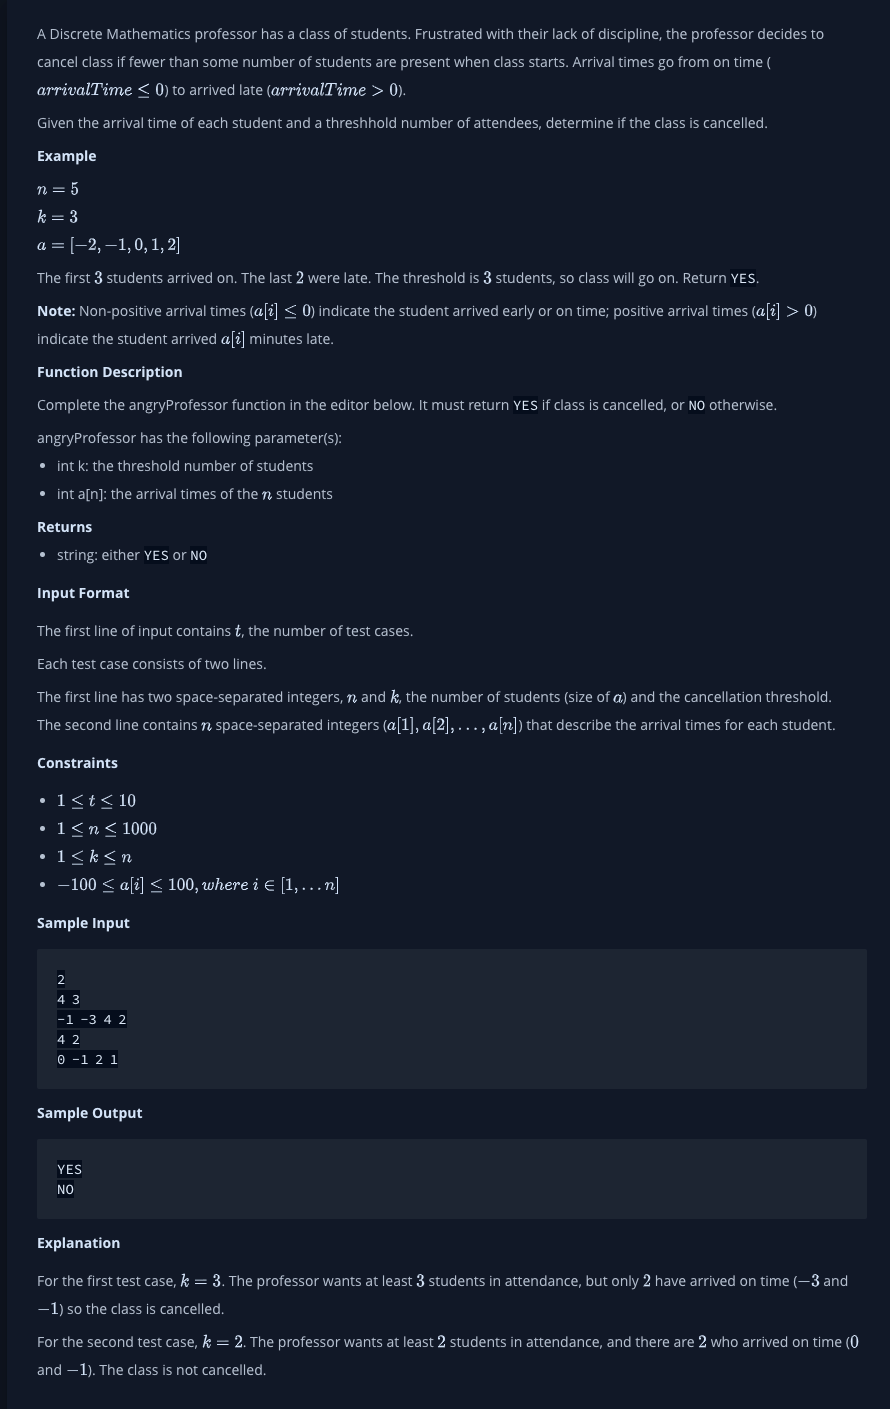 A Discrete Mathematics professor has a class of students. Frustrated with their lack of discipline, the professor decides to
cancel class if fewer than some number of students are present when class starts. Arrival times go from on time (
arrivalTime ≤ 0) to arrived late (arrivalTime > 0).
Given the arrival time of each student and a threshhold number of attendees, determine if the class is cancelled.
Example
n = 5
k = 3
a = [−2, −1, 0, 1, 2]
The first 3 students arrived on. The last 2 were late. The threshold is 3 students, so class will go on. Return YES.
Note: Non-positive arrival times (a[i] ≤ 0) indicate the student arrived early or on time; positive arrival times (a[i] > 0)
indicate the student arrived a[i] minutes late.
Function Description
Complete the angryProfessor function in the editor below. It must return YES if class is cancelled, or NO otherwise.
angryProfessor has the following parameter(s):
• int k: the threshold number of students
• int a[n]: the arrival times of the n students
Returns
• string: either YES or NO
Input Format
The first line of input contains t, the number of test cases.
Each test case consists of two lines.
The first line has two space-separated integers, n and k, the number of students (size of a) and the cancellation threshold.
The second line contains n space-separated integers (a[1], a[2], . . . , a[n]) that describe the arrival times for each student.
Constraints
• 1 ≤ t ≤ 10
• 1 ≤ n ≤ 1000
• 1 ≤ k ≤ n
• −100 ≤ a[i] ≤ 100, where i ∈ [1, . . . n]
Sample Input
2
4 3
-1 -3 4 2
4 2
0 -1 2 1
Sample Output
YES
NO
Explanation
For the first test case, k = 3. The professor wants at least 3 students in attendance, but only 2 have arrived on time (−3 and
−1) so the class is cancelled.
For the second test case, k = 2. The professor wants at least 2 students in attendance, and there are 2 who arrived on time (0
and −1). The class is not cancelled.